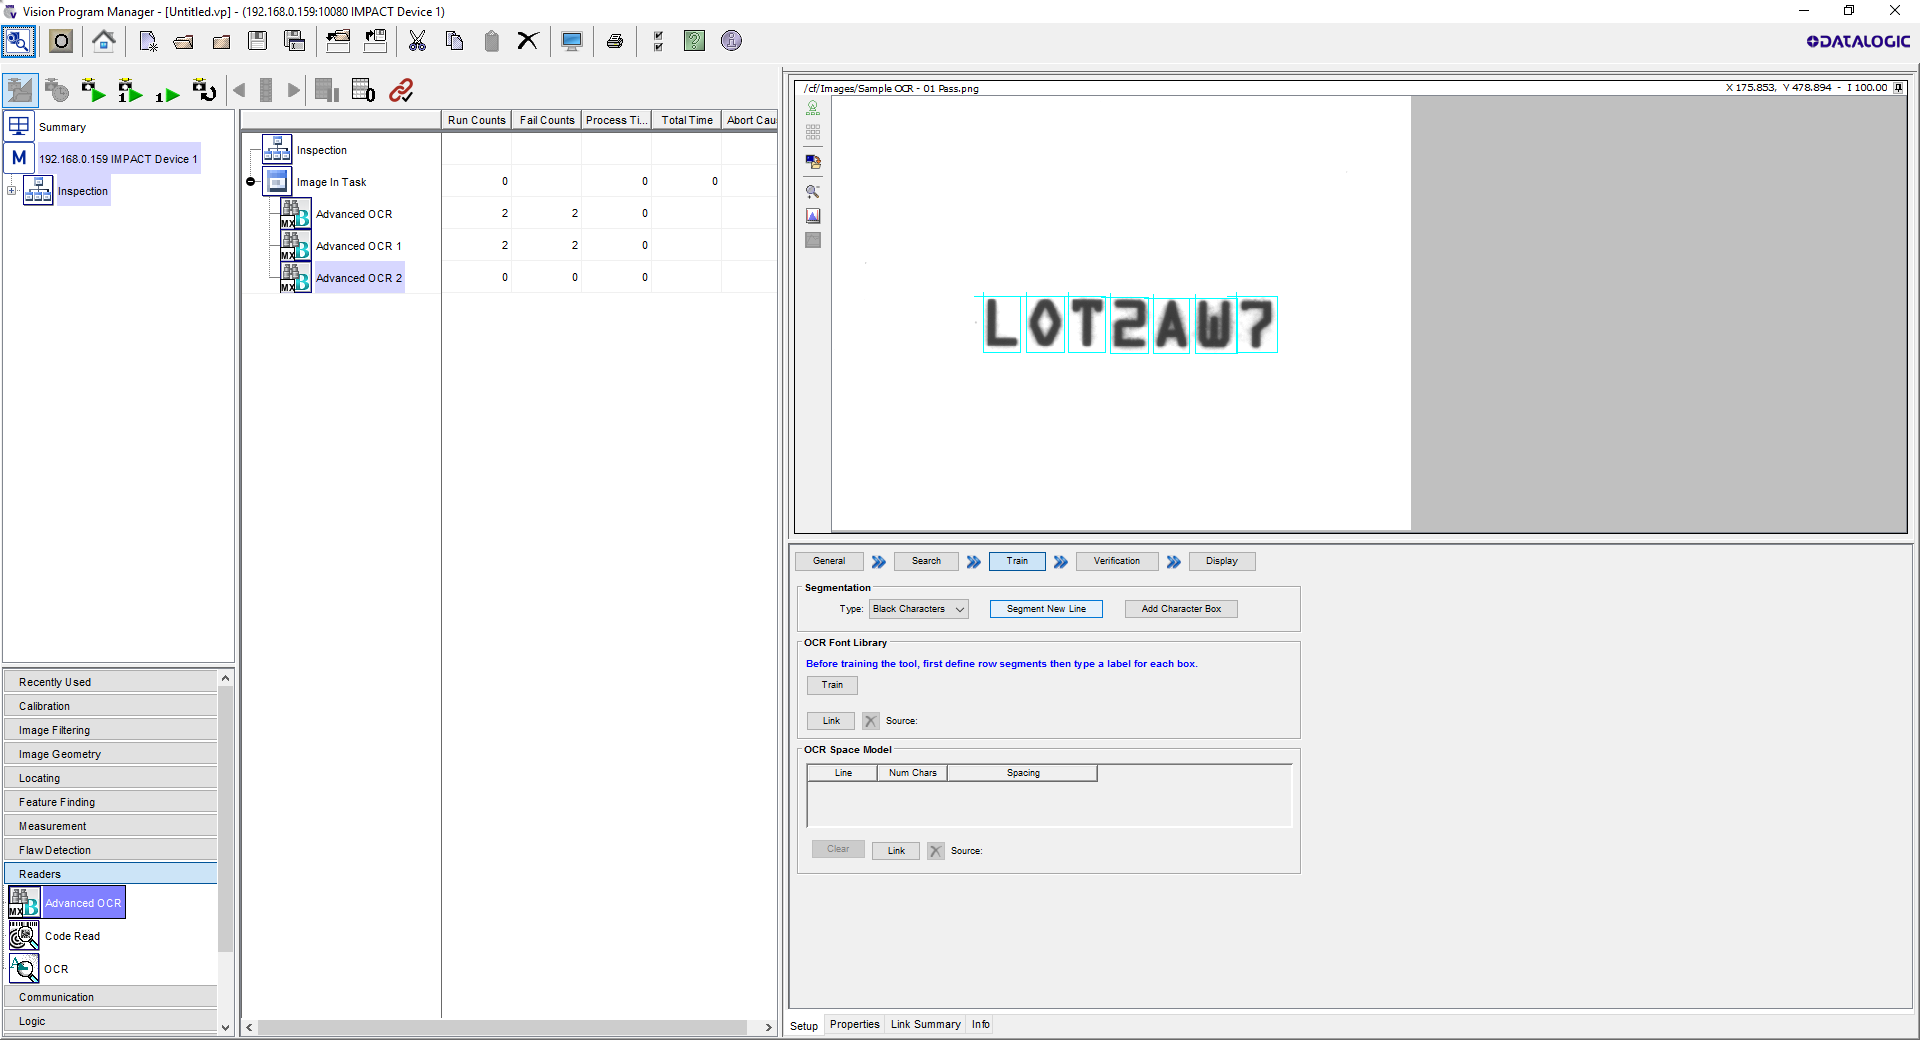 Vision Program Manager - [Untitled.vp] - (192.168.0.159:10080 IMPACT Device 1)
DATALOGIC
Summary
M 192.168.0.159 IMPACT Device 1
Inspection
Run Counts Fail Counts Process Ti... Total Time Abort Cau
Inspection
Image In Task 0 0 0
MX B Advanced OCR 2 2 0
MX B Advanced OCR 1 2 2 0
MX B Advanced OCR 2 0 0 0
/cf/Images/Sample OCR - 01 Pass.png X 175.853, Y 478.894 - I 100.00
LOT2AW7
General Search Train Verification Display
Segmentation
Type: Black Characters Segment New Line Add Character Box
OCR Font Library
Before training the tool, first define row segments then type a label for each box.
Train
Link Source:
OCR Space Model
Line Num Chars Spacing
Clear Link Source:
Setup Properties Link Summary Info
Recently Used
Calibration
Image Filtering
Image Geometry
Locating
Feature Finding
Measurement
Flaw Detection
Readers
MX B Advanced OCR
Code Read
OCR
Communication
Logic